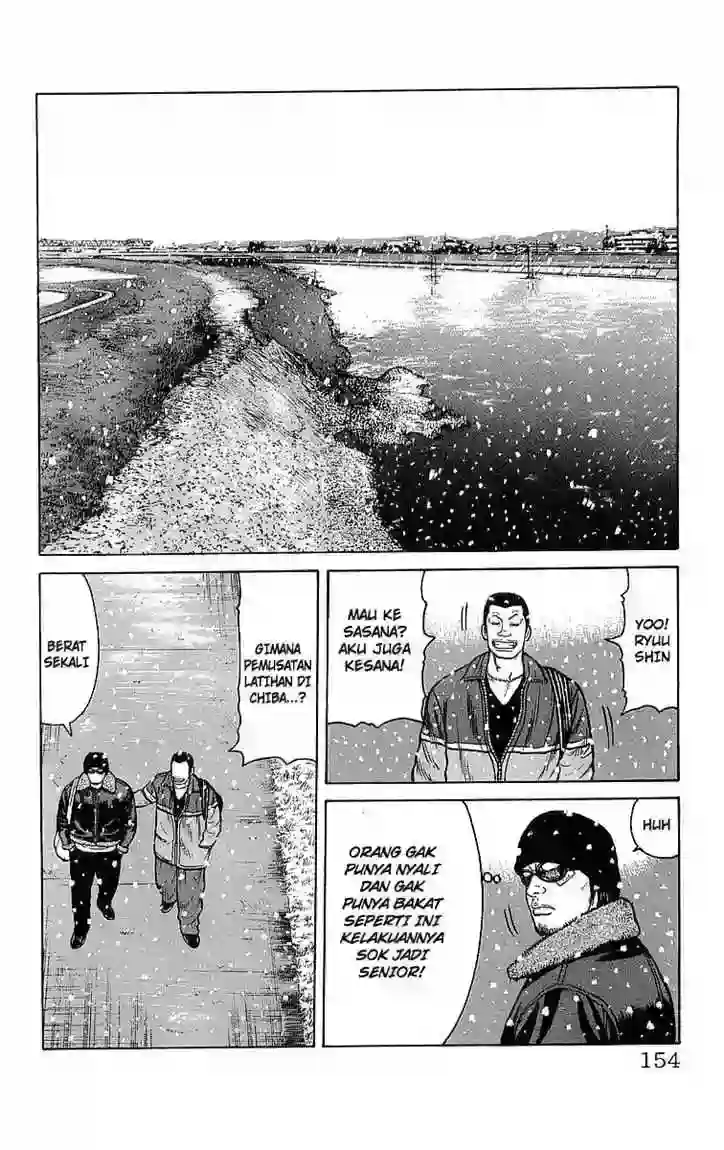 YOO!
RYUU
SHIN
MAU KE
SASANA?
AKU JUGA
KESANA!
HUH
ORANG GAK
PUNYA NYALI
DAN GAK
PUNYA BAKAT
SEPERTI INI
KELAKUANNYA
SOK JADI
SENIOR!
GIMANA
PEMUSATAN
LATIHAN DI
CHIBA...?
BERAT
SEKALI
154